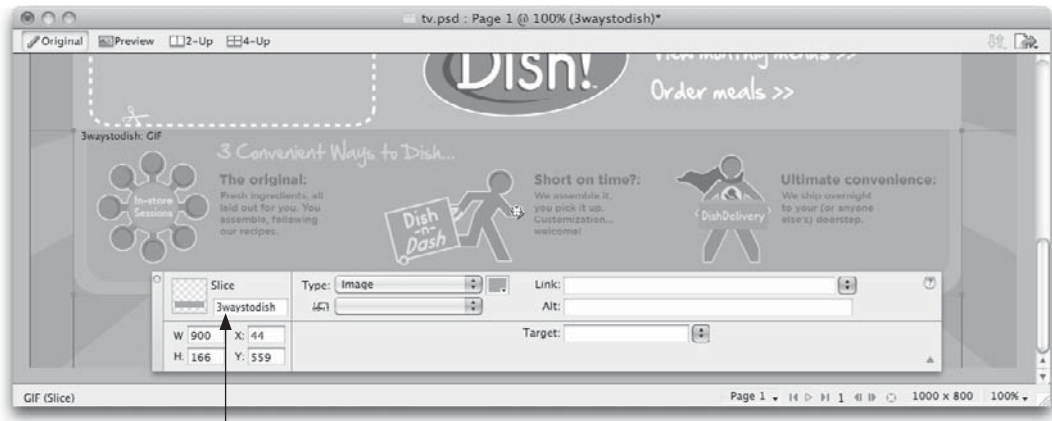 tv.psd : Page 1 @ 100% (3waystodish)*
Original Preview 2-Up 4-Up
Dish!
View monthly menus >>
Order meals >>
3waystodish: GIF
3 Convenient Ways to Dish...
In-store
Sessions
The original:
Fresh ingredients, all
laid out for you. You
assemble, following
our recipes.
Dish
-n-
Dash
Short on time?:
We assemble it,
you pick it up.
Customization...
welcome!
DishDelivery
Ultimate convenience:
We ship overnight
to your (or anyone
else's) doorstep.
Slice
3waystodish
Type: Image
Link:
Alt:
Target:
W 900 X: 44
H: 166 Y: 559
GIF (Slice)
Page 1 1 1000 x 800 100%